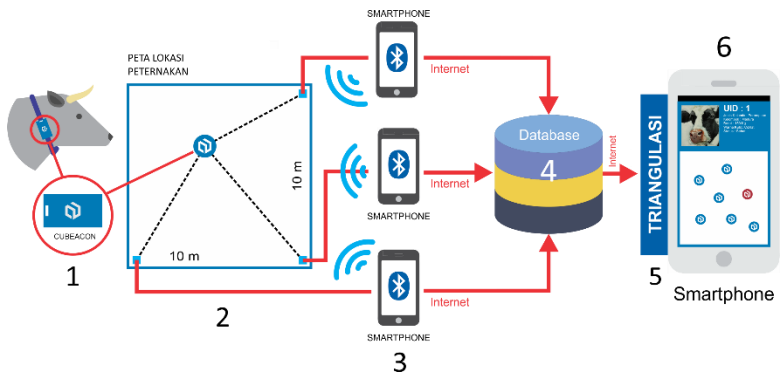 PETA LOKASI
PETERNAKAN
CUBEACON
1
10 m
10 m
2
SMARTPHONE
Internet
SMARTPHONE
Internet
SMARTPHONE
Internet
3
Database
4
Internet
TRIANGULASI
5
6
UID : 1
Smartphone